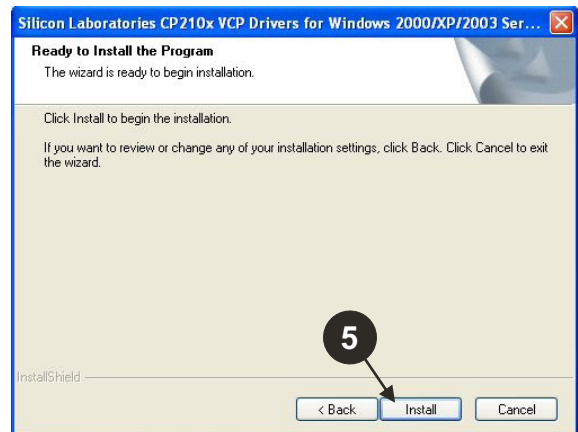 Silicon Laboratories CP210x VCP Drivers for Windows 2000/XP/2003 Ser...
Ready to Install the Program
The wizard is ready to begin installation.
Click Install to begin the installation.
If you want to review or change any of your installation settings, click Back. Click Cancel to exit
the wizard.
5
InstallShield
< Back Install Cancel